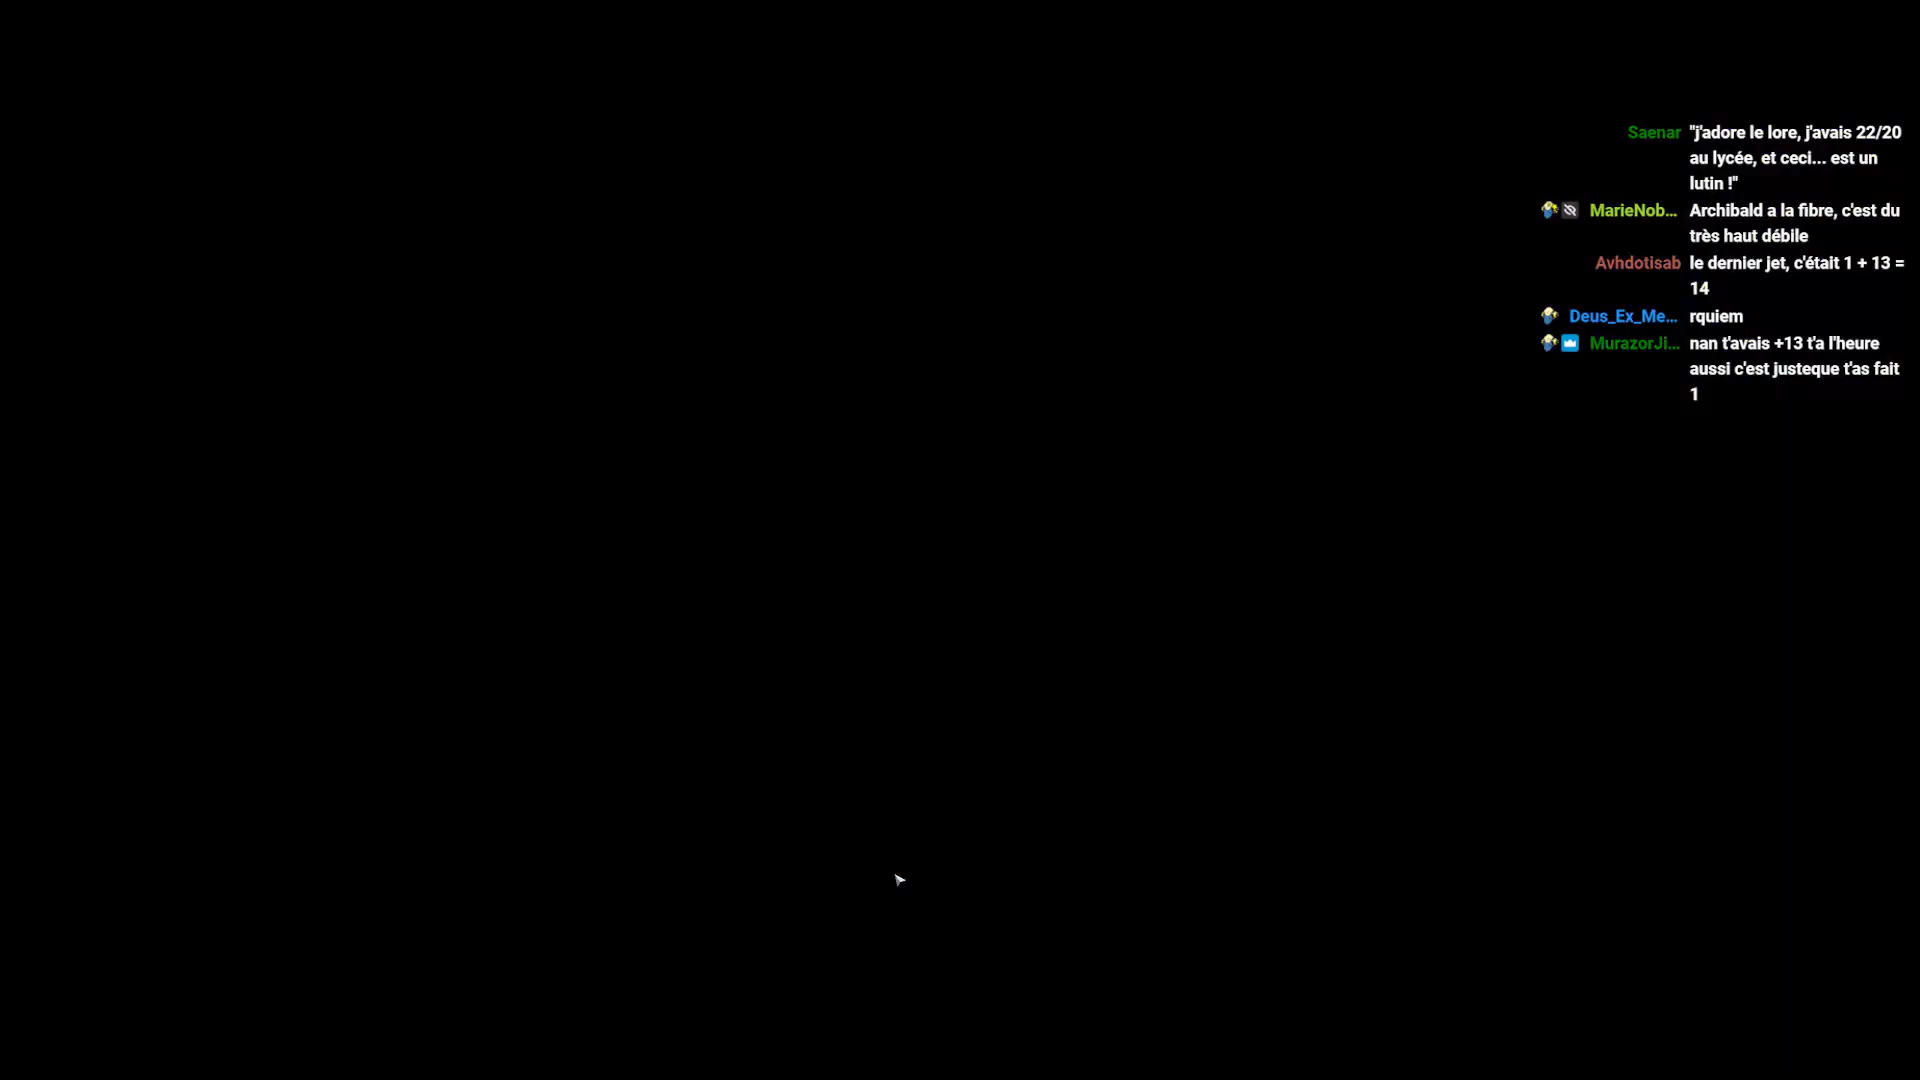 Saenar "j'adore le lore, j'avais 22/20
au lycée, et ceci... est un
lutin !"
MarieNob... Archibald a la fibre, c'est du
très haut débile
Avhdotisab le dernier jet, c'était 1 + 13 =
14
Deus_Ex_Me... rquiem
MurazorJi... nan t'avais +13 t'a l'heure
aussi c'est justeque t'as fait
1